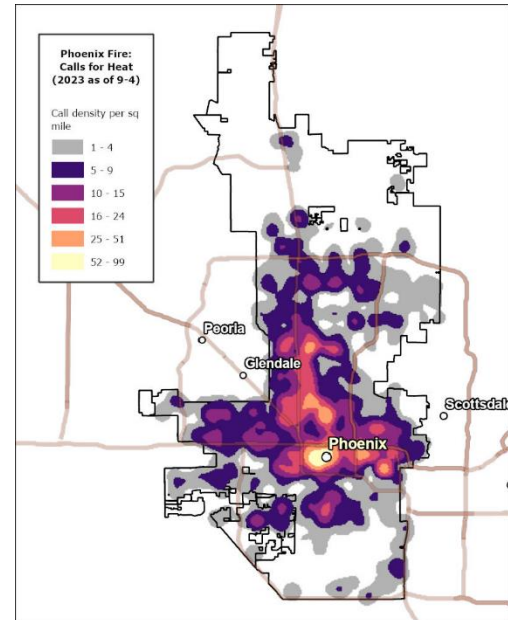 Phoenix Fire:
Calls for Heat
(2023 as of 9-4)
Call density per sq
mile
1 - 4
5 - 9
10 - 15
16 - 24
25 - 51
52 - 99
Peoria
Glendale
Scottsdale
Phoenix